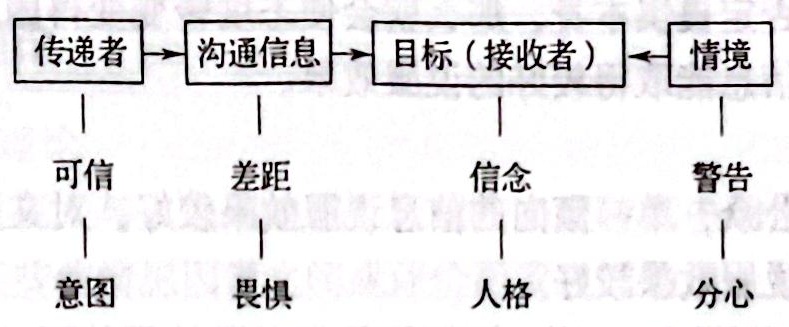 传递者 沟通信息 目标（接收者） 情境
可信 差距 信念 警告
意图 畏惧 人格 分心